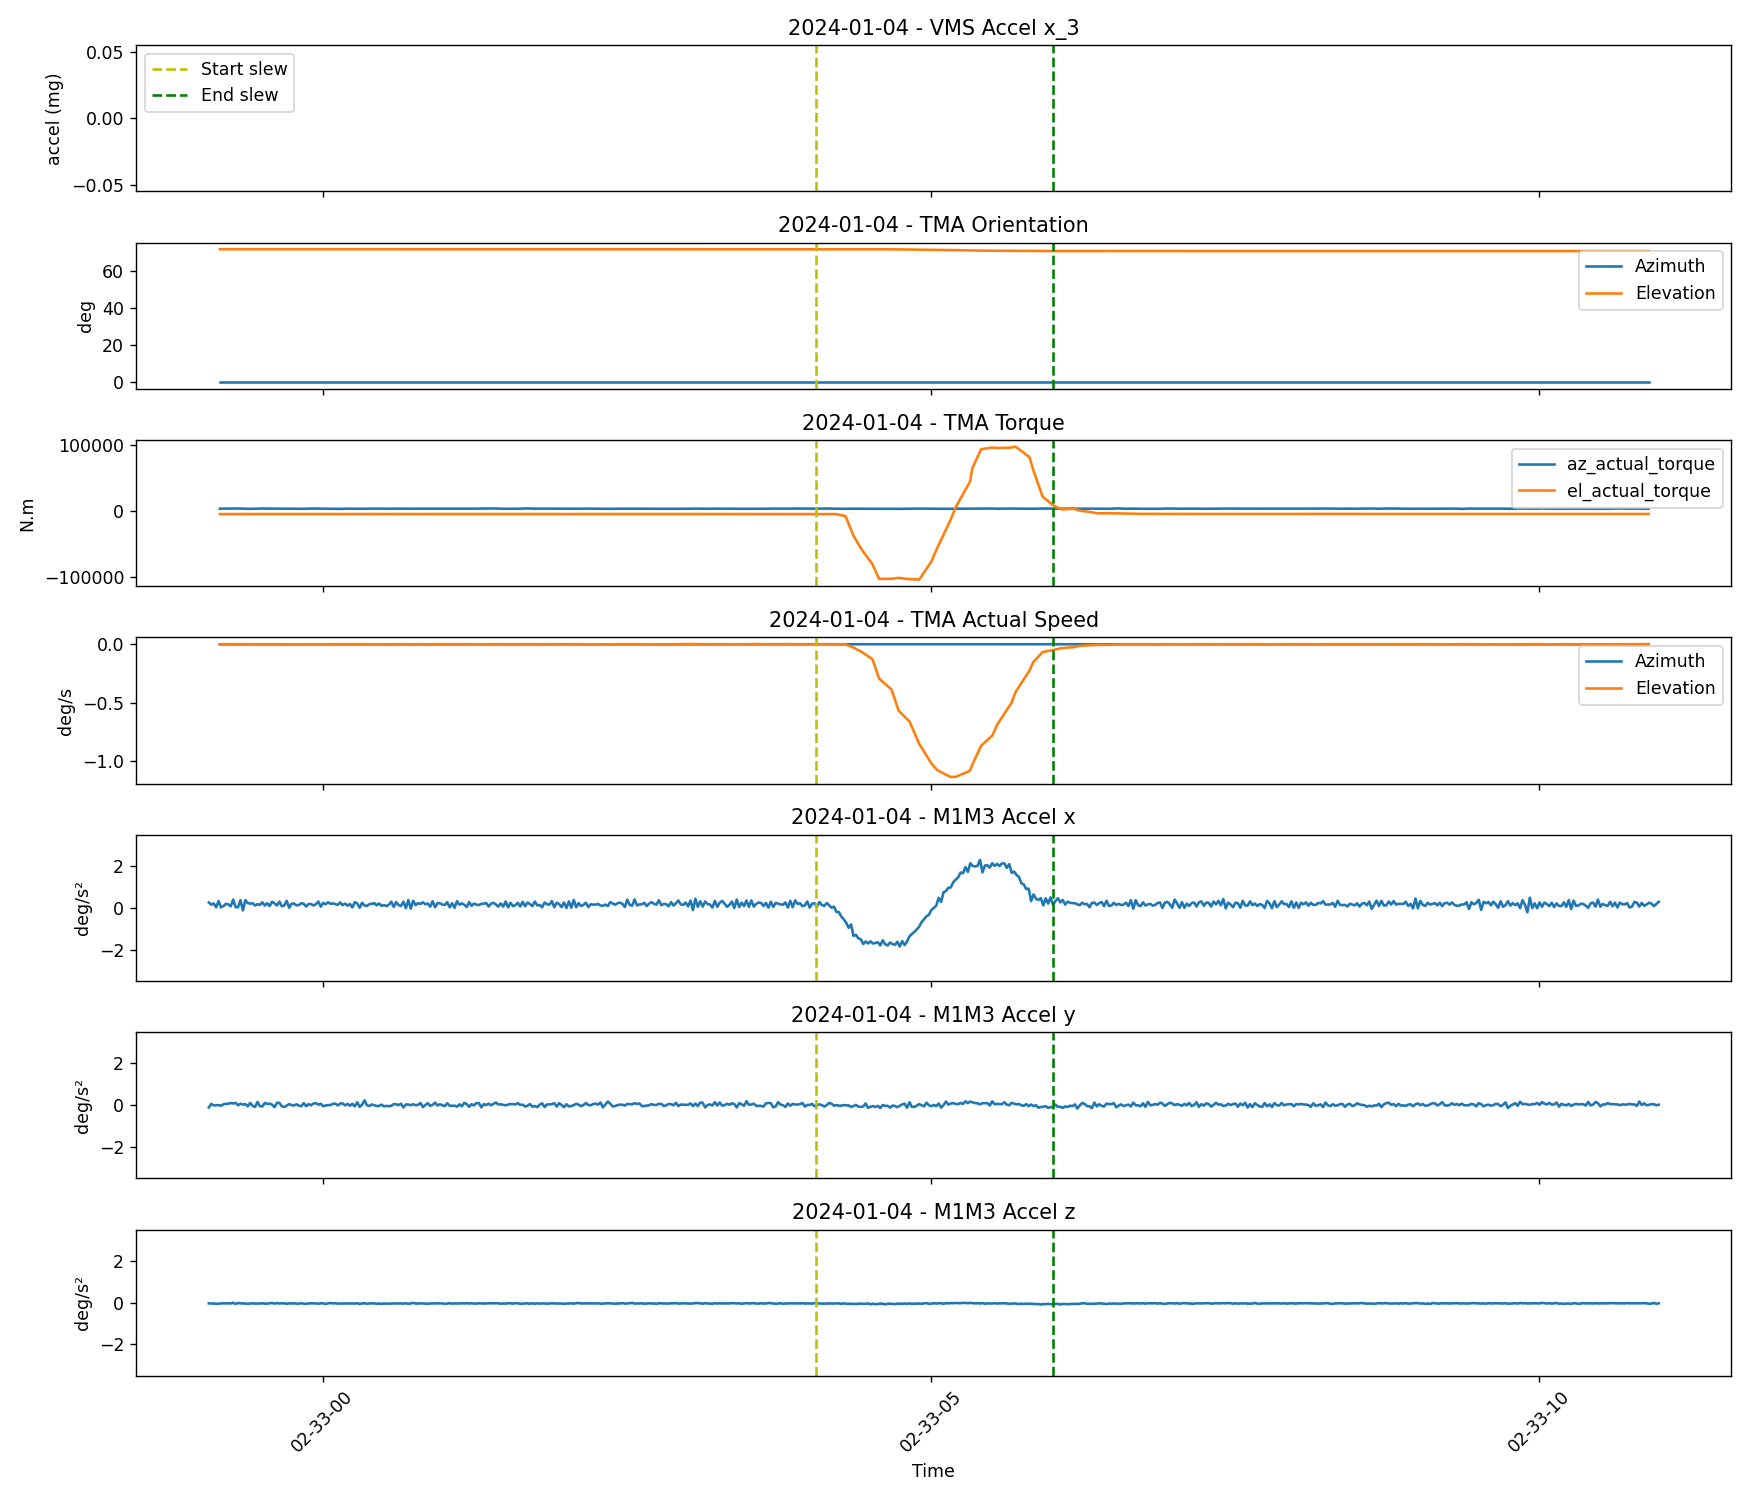 2024-01-04 - VMS Accel x_3
accel (mg)
0.05
0.00
−0.05
Start slew
End slew
2024-01-04 - TMA Orientation
deg
60
40
20
0
Azimuth
Elevation
2024-01-04 - TMA Torque
N.m
100000
0
−100000
az_actual_torque
el_actual_torque
2024-01-04 - TMA Actual Speed
deg/s
0.0
−0.5
−1.0
Azimuth
Elevation
2024-01-04 - M1M3 Accel x
deg/s²
2
0
−2
2024-01-04 - M1M3 Accel y
deg/s²
2
0
−2
2024-01-04 - M1M3 Accel z
deg/s²
2
0
−2
02-33-00
02-33-05
02-33-10
Time